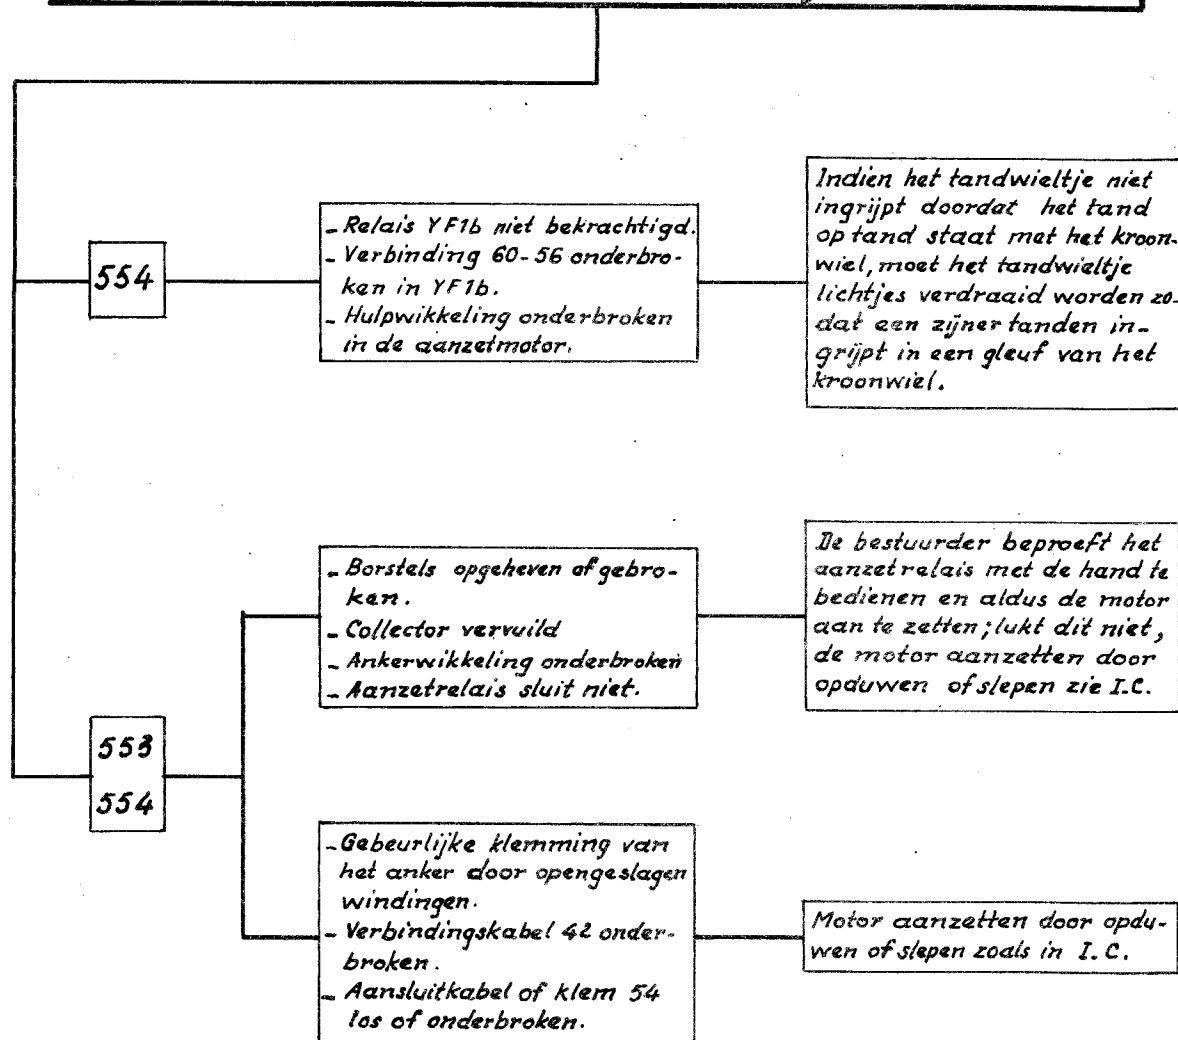 554
- Relais YF1b niet bekrachtigd.
- Verbinding 60-56 onderbro-
ken in YF1b.
- Hulpwikkeling onderbroken
in de aanzetmotor.
Indien het tandwieltje niet
ingrijpt doordat het tand
op tand staat met het kroon-
wiel, moet het tandwieltje
lichtjes verdraaid worden zo-
dat een zijner tanden in-
grijpt in een gleuf van het
kroonwiel.
553
554
- Borstels opgeheven of gebro-
ken.
- Collector vervuild
- Ankerwikkeling onderbroken
- Aanzetrelais sluit niet.
De bestuurder beproeft het
aanzetrelais met de hand te
bedienen en aldus de motor
aan te zetten; lukt dit niet,
de motor aanzetten door
opduwen of slepen zie I.C.
- Gebeurlijke klemming van
het anker door opengeslagen
windingen.
- Verbindingskabel 42 onder-
broken.
- Aansluitkabel of klem 54
los of onderbroken.
Motor aanzetten door opdu-
wen of slepen zoals in I.C.